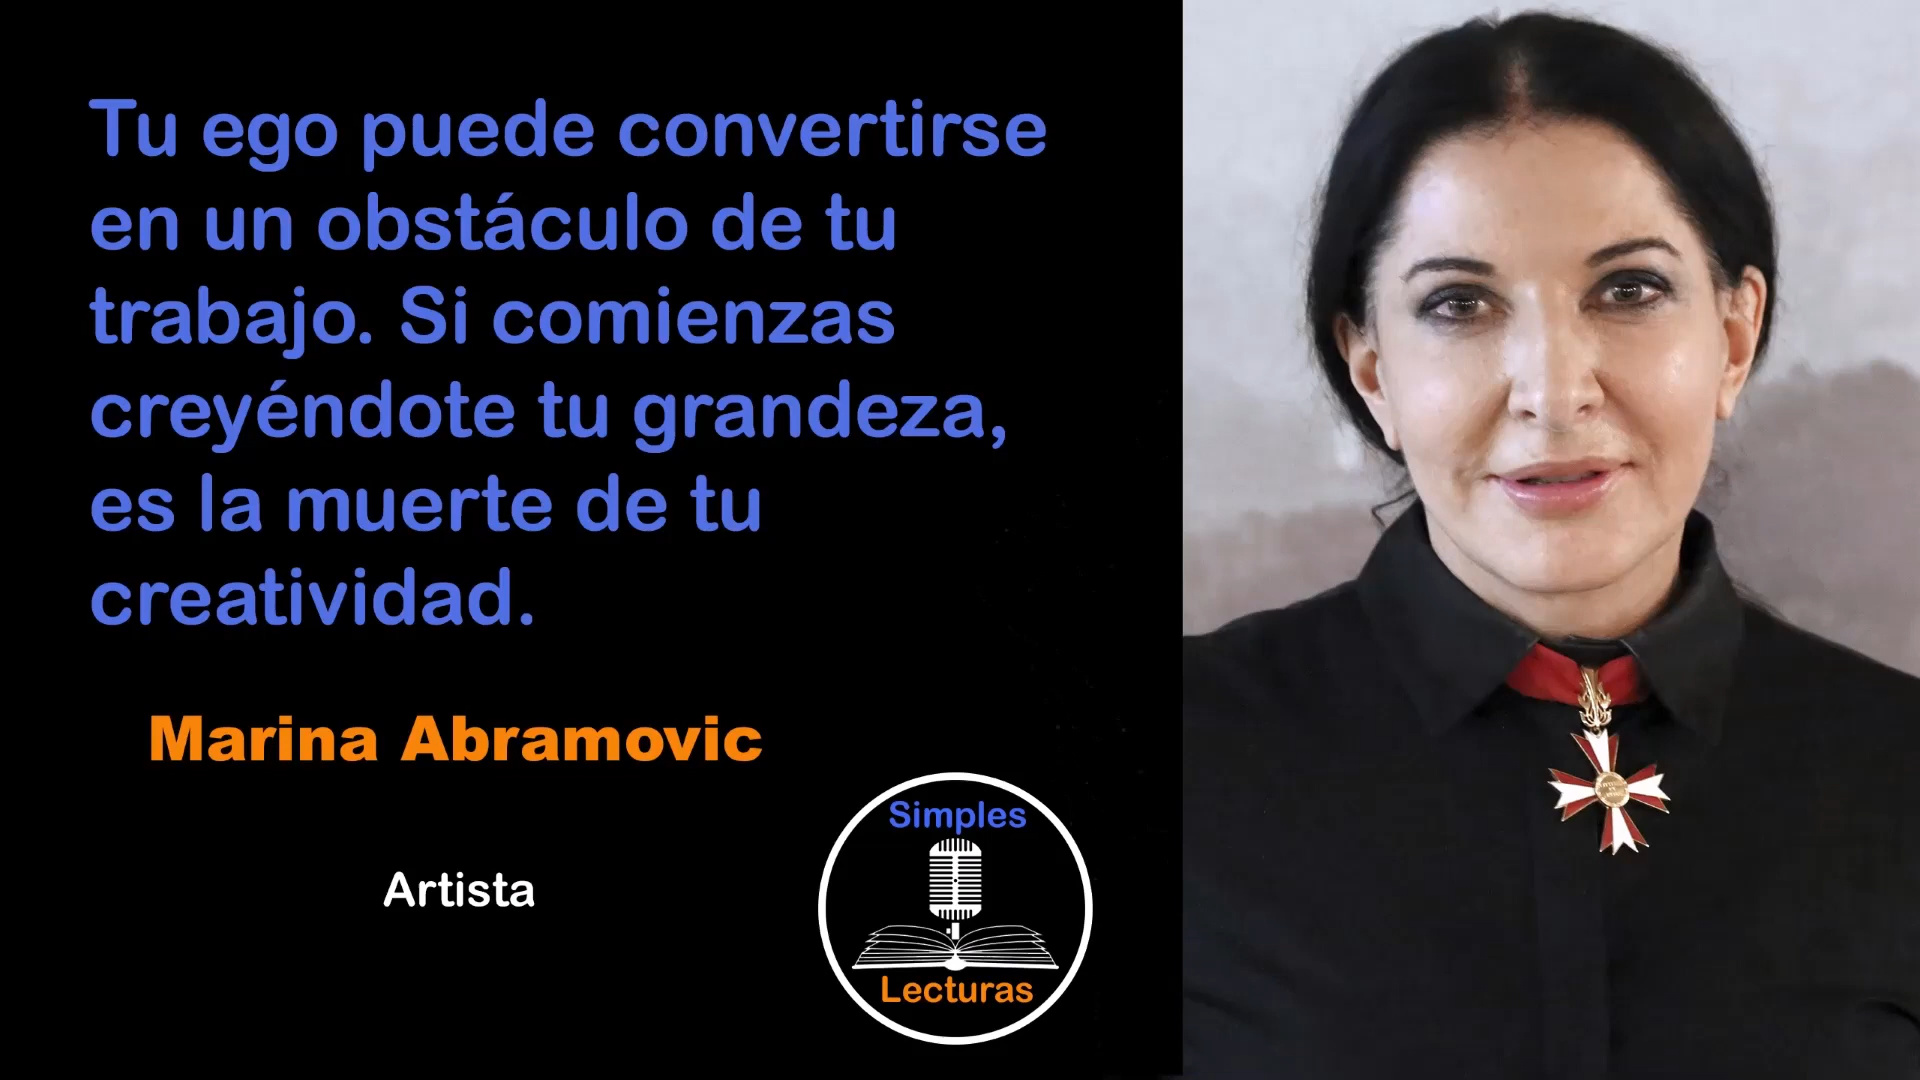 Tu ego puede convertirse
en un obstáculo de tu
trabajo. Si comienzas
creyéndote tu grandeza,
es la muerte de tu
creatividad.
Marina Abramovic
Artista
Simples
Lecturas